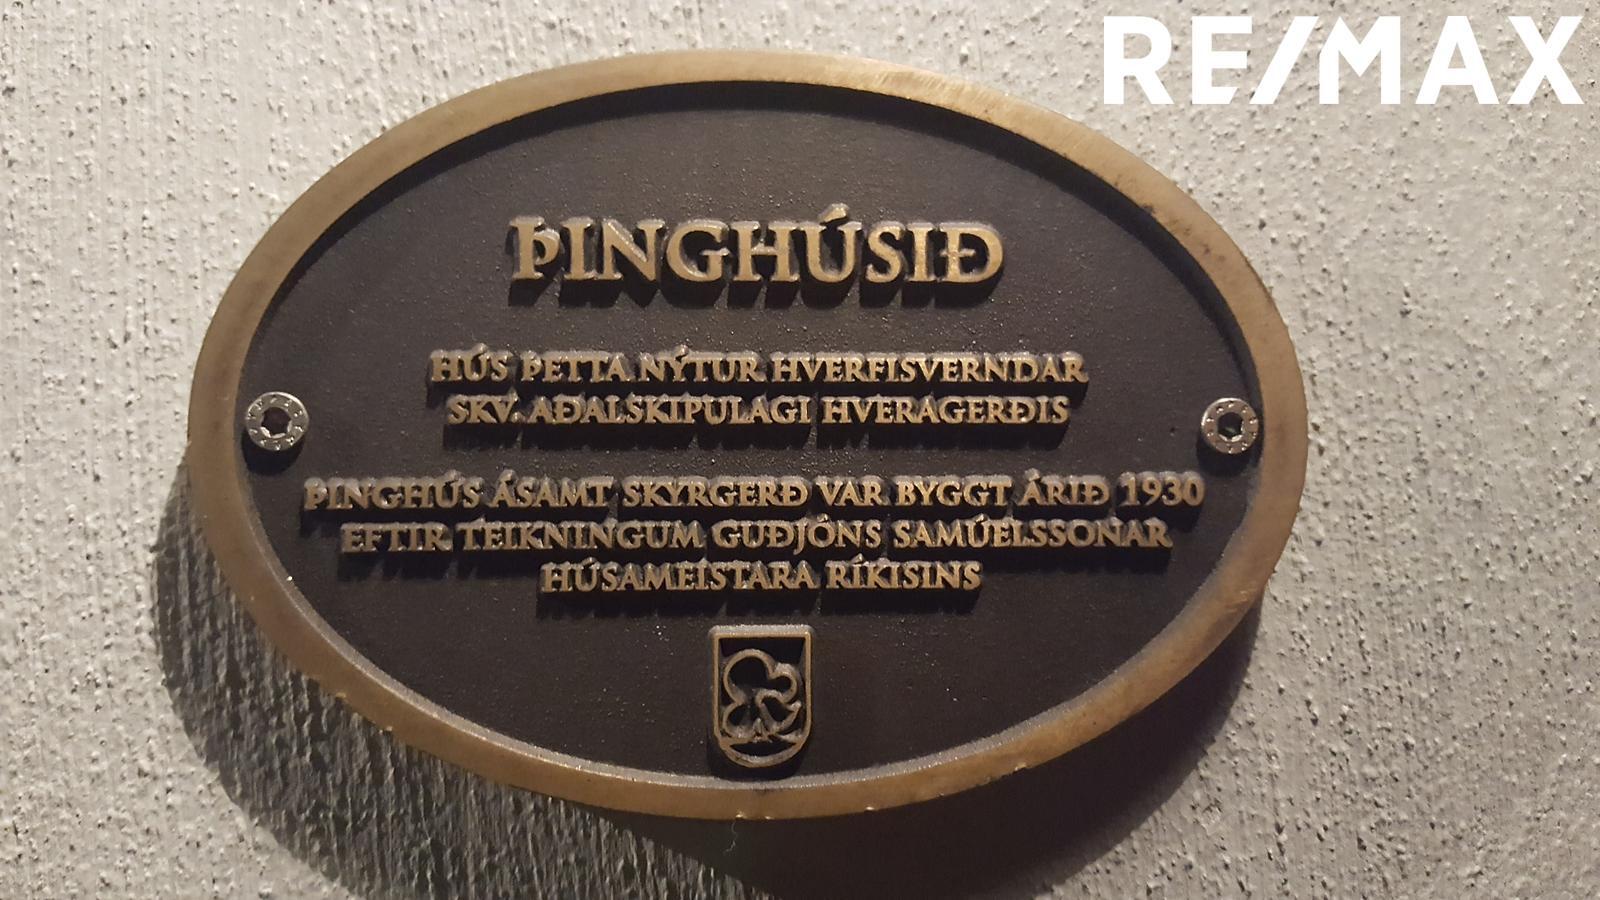 RE/MAX
ÞINGHÚSIÐ
HÚS ÞETTA NÝTUR HVERFISVERNDAR
SKV. AÐALSKIPULAGI HVERAGERÐIS
ÞINGHÚS ÁSAMT SKYRGERÐ VAR BYGGT ÁRIÐ 1930
EFTIR TEIKNINGUM GUÐJÓNS SAMÚELSSONAR
HÚSAMEISTARA RÍKISINS